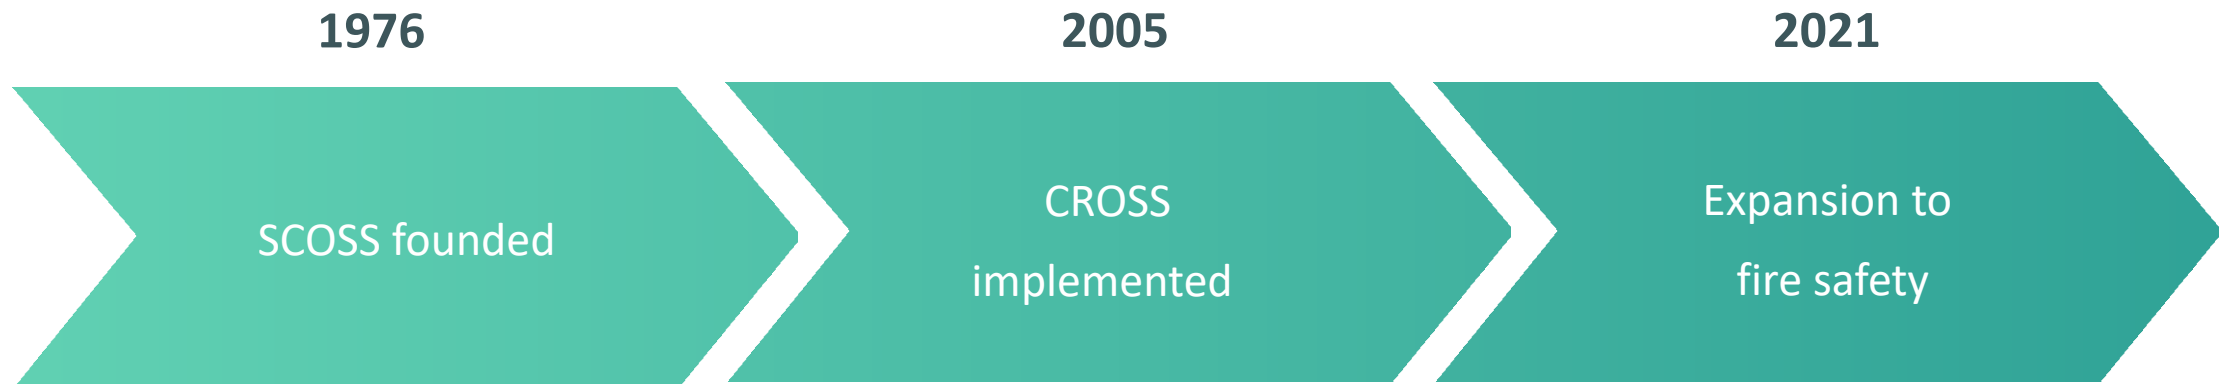 1976
2005
2021
SCOSS founded
CROSS
implemented
Expansion to
fire safety